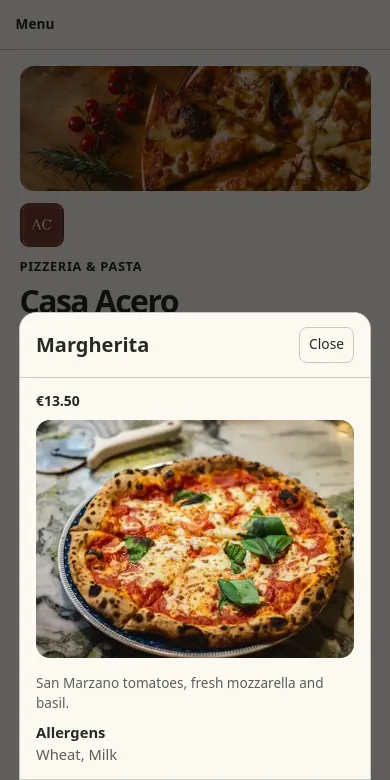 Menu
AC
PIZZERIA & PASTA
Casa Acero
Margherita
Close
€13.50
San Marzano tomatoes, fresh mozzarella and
basil.
Allergens
Wheat, Milk